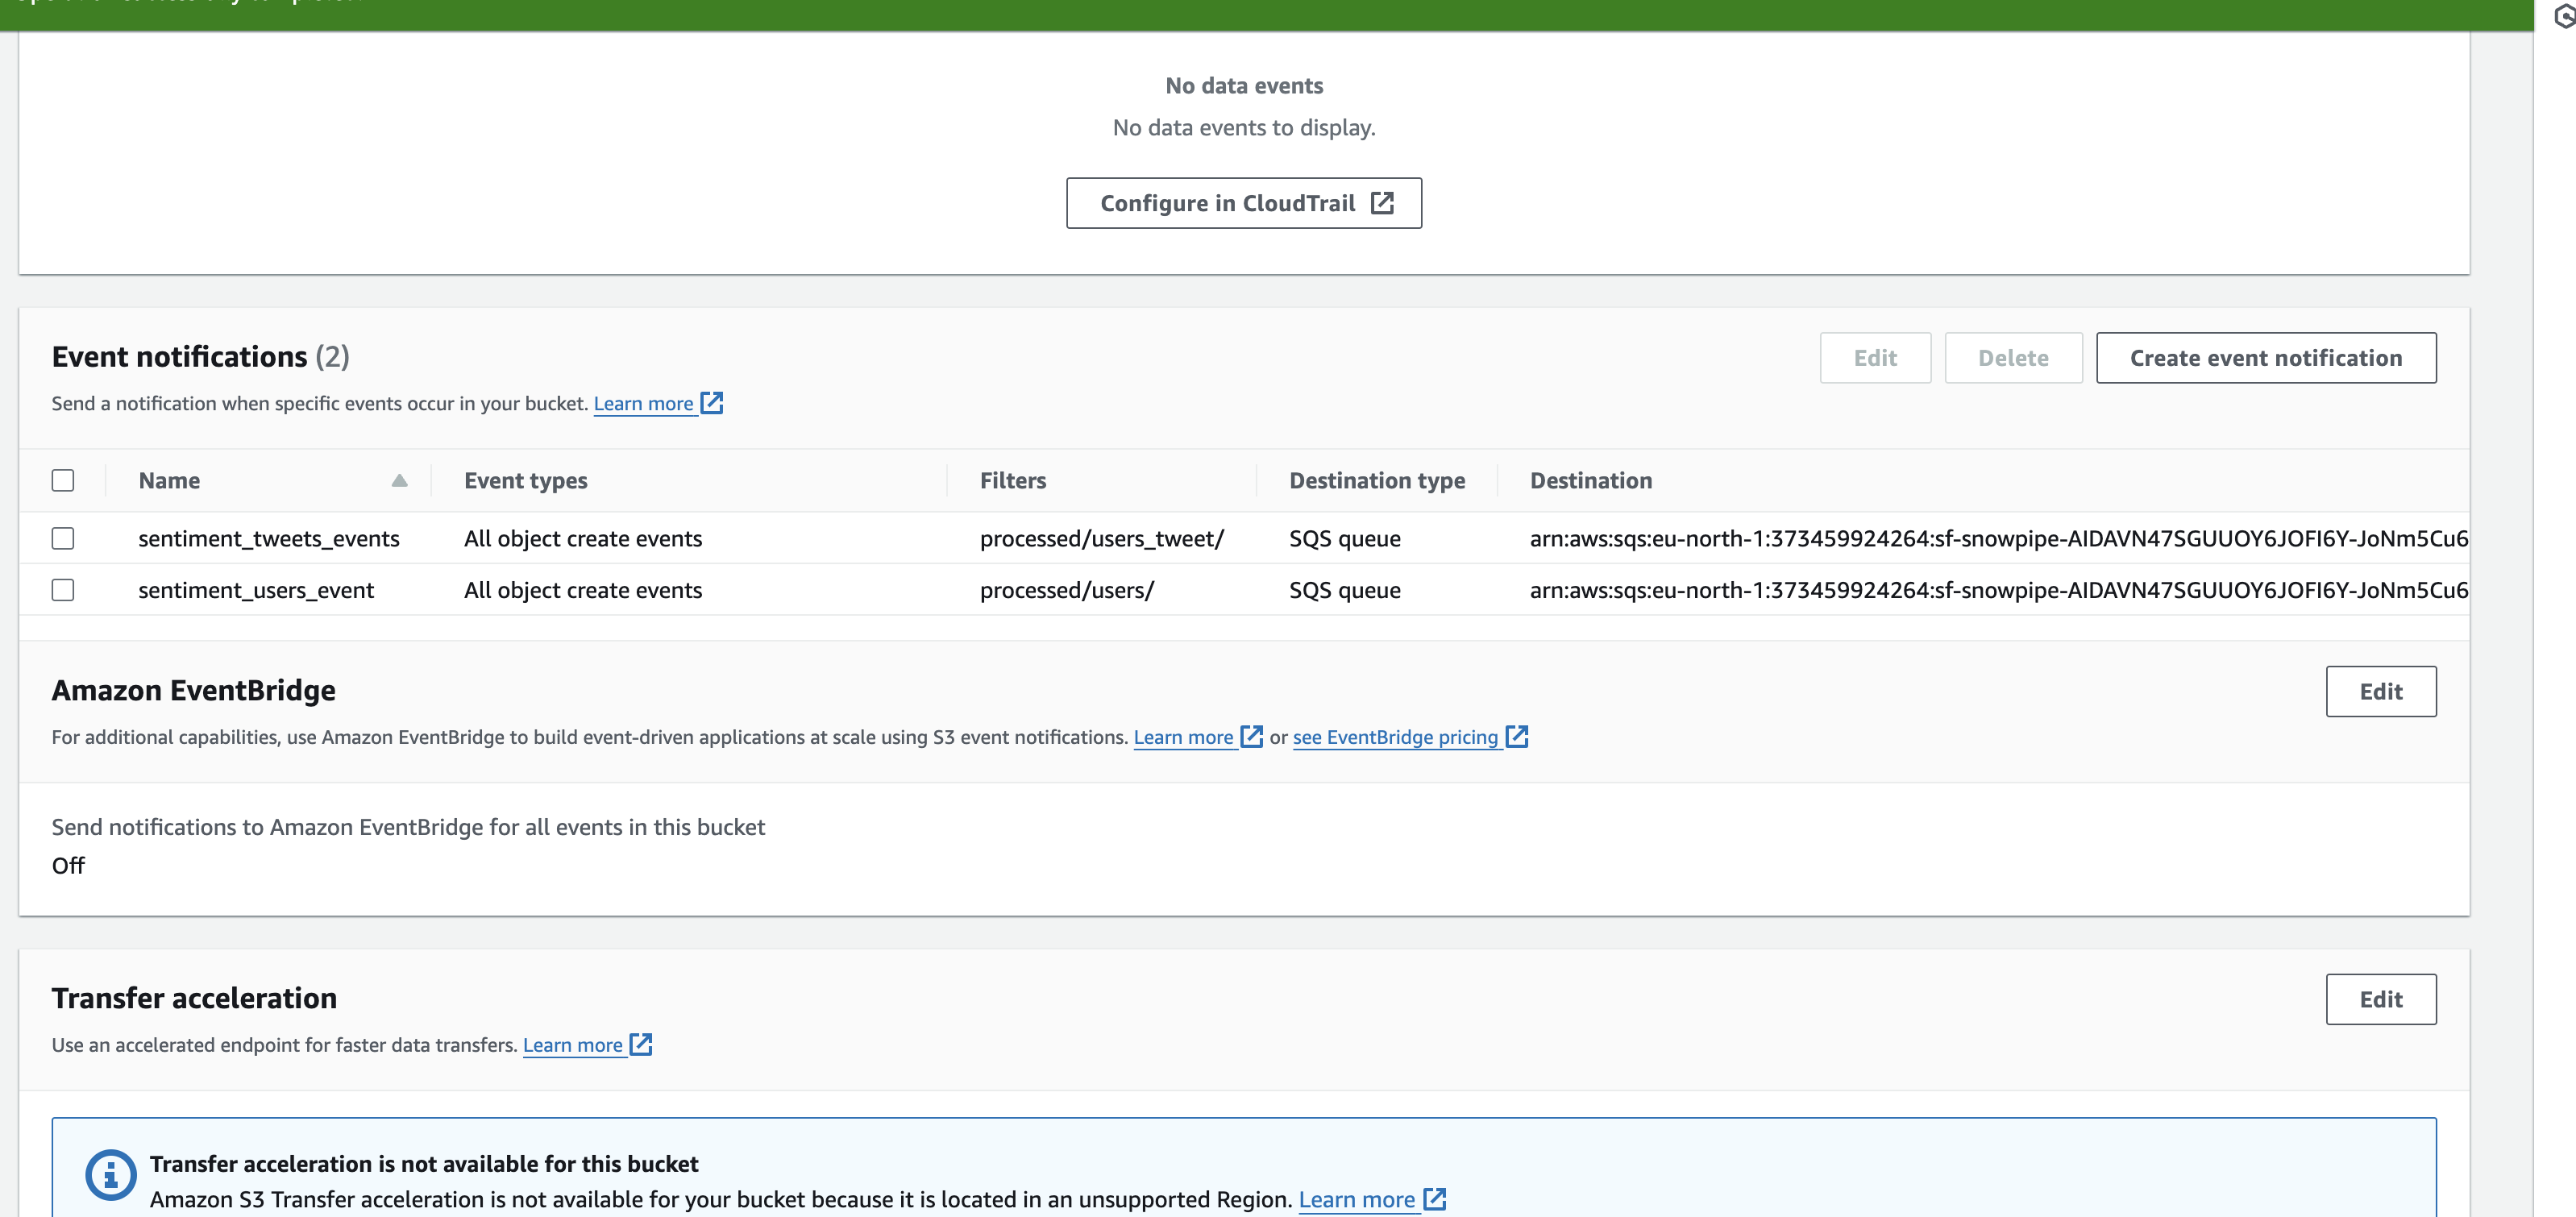 No data events
No data events to display.
Configure in CloudTrail
Event notifications (2)
Edit
Delete
Create event notification
Send a notification when specific events occur in your bucket. Learn more
Name
Event types
Filters
Destination type
Destination
sentiment_tweets_events
All object create events
processed/users_tweet/
SQS queue
arn:aws:sqs:eu-north-1:373459924264:sf-snowpipe-AIDAVN47SGUUOY6JOFI6Y-JoNm5Cu6
sentiment_users_event
All object create events
processed/users/
SQS queue
arn:aws:sqs:eu-north-1:373459924264:sf-snowpipe-AIDAVN47SGUUOY6JOFI6Y-JoNm5Cu6
Amazon EventBridge
Edit
For additional capabilities, use Amazon EventBridge to build event-driven applications at scale using S3 event notifications. Learn more or see EventBridge pricing
Send notifications to Amazon EventBridge for all events in this bucket
Off
Transfer acceleration
Edit
Use an accelerated endpoint for faster data transfers. Learn more
Transfer acceleration is not available for this bucket
Amazon S3 Transfer acceleration is not available for your bucket because it is located in an unsupported Region. Learn more